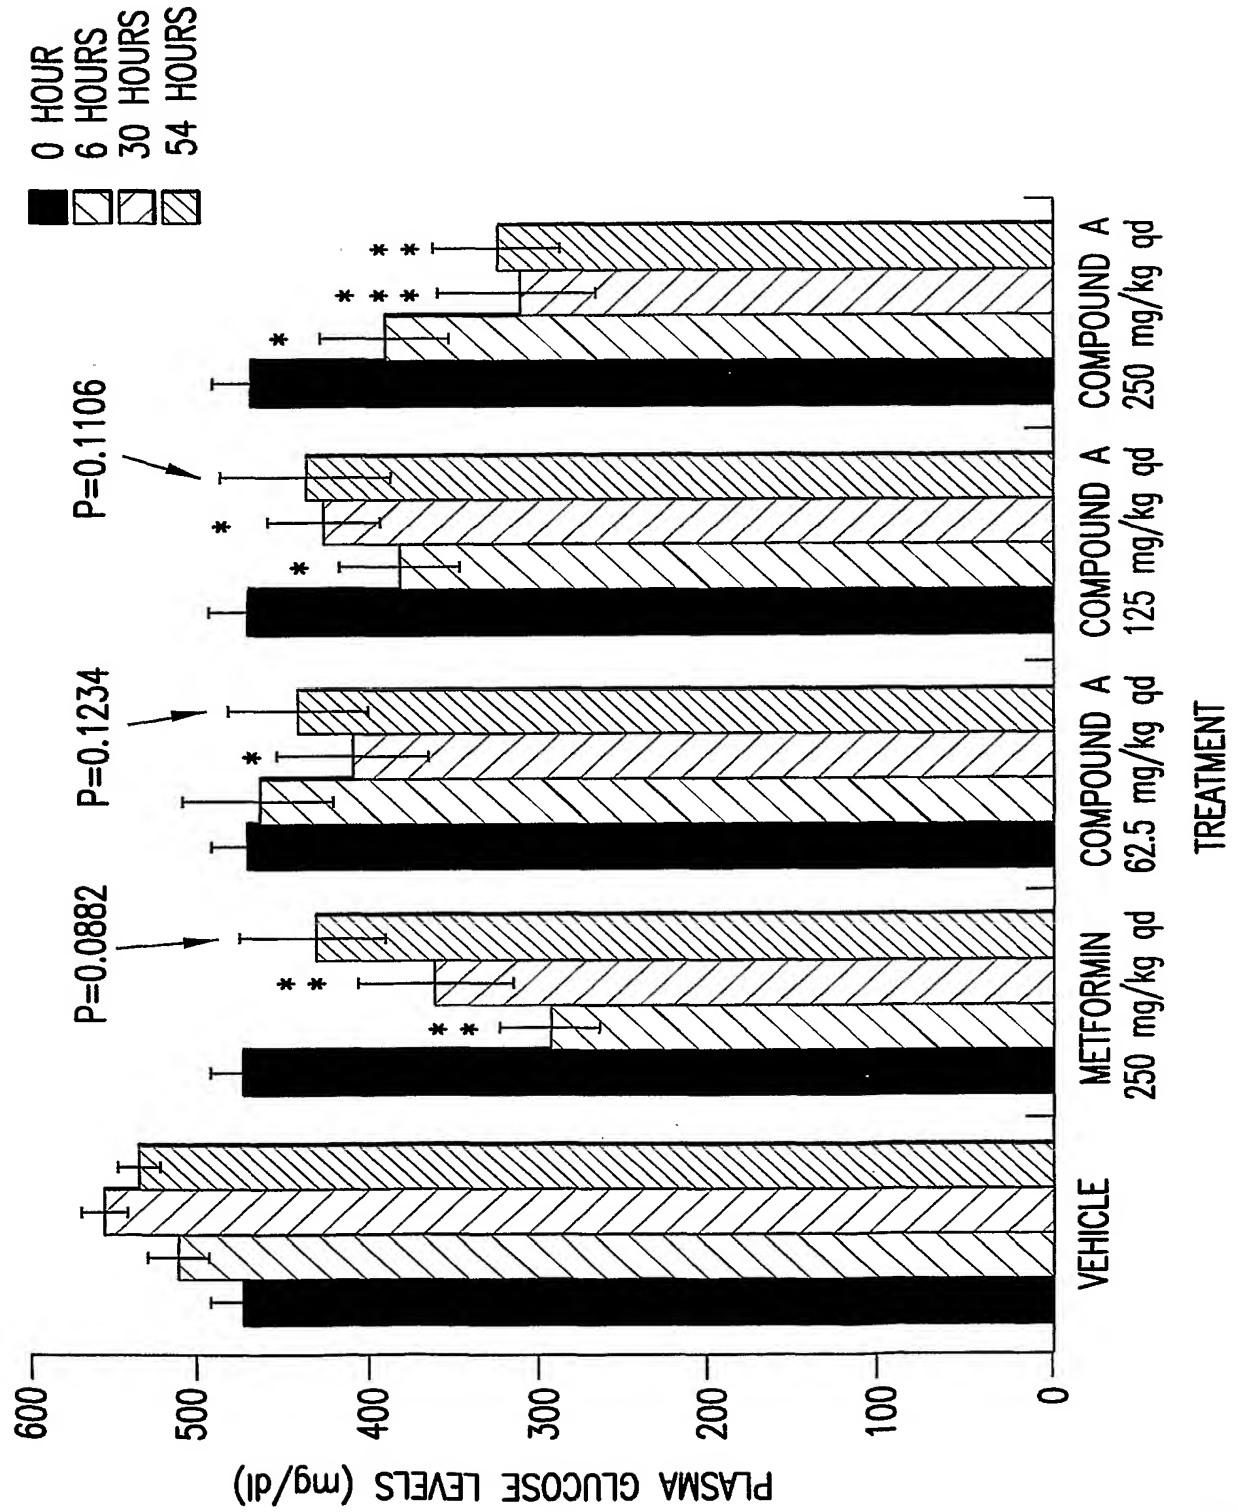 0 HOUR
6 HOURS
30 HOURS
54 HOURS
P=0.0882
P=0.1234
P=0.1106
* *
* *
*
*
*
*
* * *
* *
600
500
400
300
200
100
0
PLASMA GLUCOSE LEVELS (mg/dl)
VEHICLE
METFORMIN
250 mg/kg qd
COMPOUND A
62.5 mg/kg qd
COMPOUND A
125 mg/kg qd
COMPOUND A
250 mg/kg qd
TREATMENT